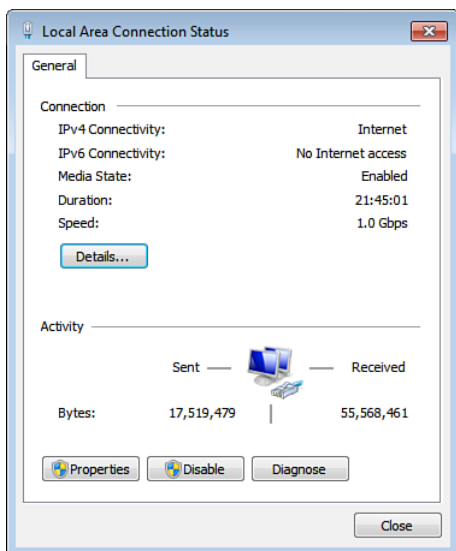 Local Area Connection Status
General
Connection
IPv4 Connectivity: Internet
IPv6 Connectivity: No Internet access
Media State: Enabled
Duration: 21:45:01
Speed: 1.0 Gbps
Details...
Activity
Sent Received
Bytes: 17,519,479 55,568,461
Properties Disable Diagnose
Close